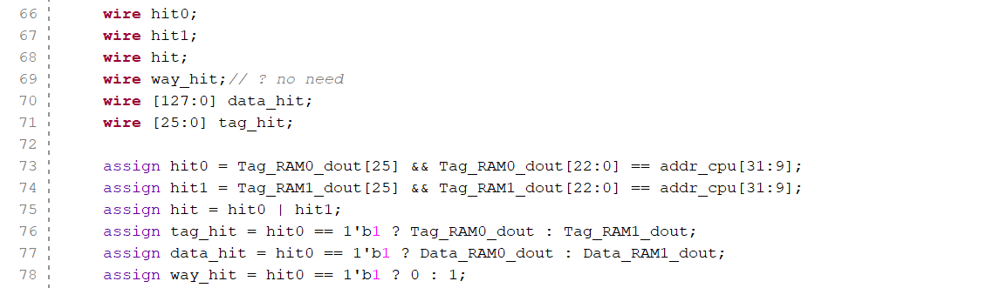 66 wire hit0;
67 wire hit1;
68 wire hit;
69 wire way_hit;// ? no need
70 wire [127:0] data_hit;
71 wire [25:0] tag_hit;
72
73 assign hit0 = Tag_RAM0_dout[25] && Tag_RAM0_dout[22:0] == addr_cpu[31:9];
74 assign hit1 = Tag_RAM1_dout[25] && Tag_RAM1_dout[22:0] == addr_cpu[31:9];
75 assign hit = hit0 | hit1;
76 assign tag_hit = hit0 == 1'b1 ? Tag_RAM0_dout : Tag_RAM1_dout;
77 assign data_hit = hit0 == 1'b1 ? Data_RAM0_dout : Data_RAM1_dout;
78 assign way_hit = hit0 == 1'b1 ? 0 : 1;